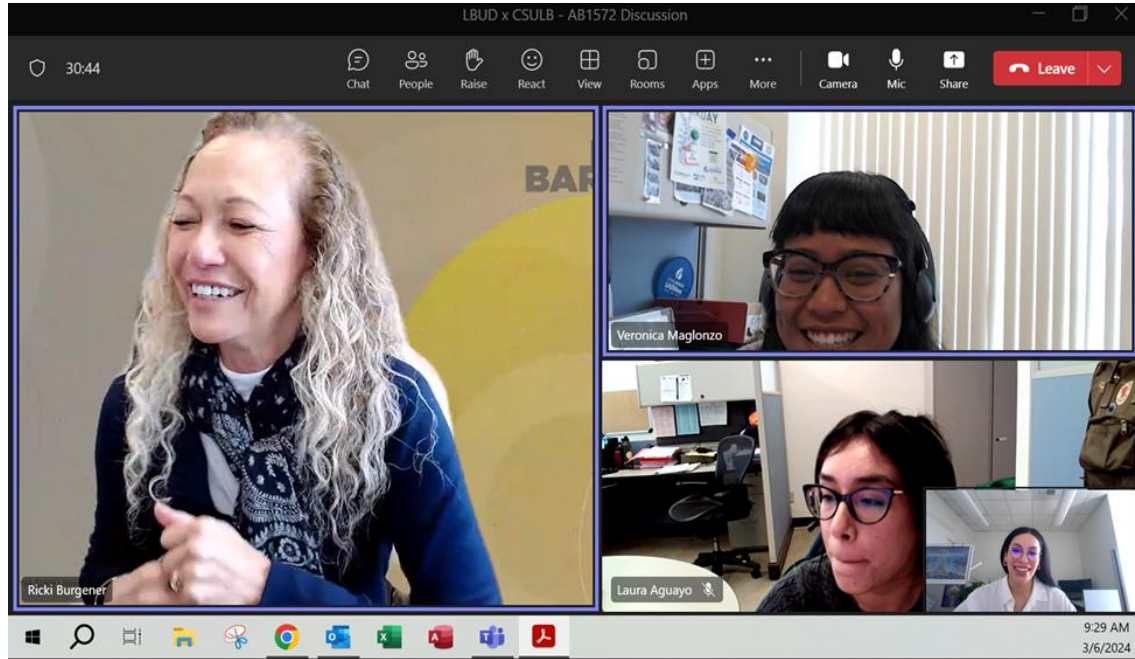 LBUD x CSULB - AB1572 Discussion
30:44
Chat
People
Raise
React
View
Rooms
Apps
More
Camera
Mic
Share
Leave
BAR
Ricki Burgener
Veronica Maglonzo
Laura Aguayo
9:29 AM
3/6/2024